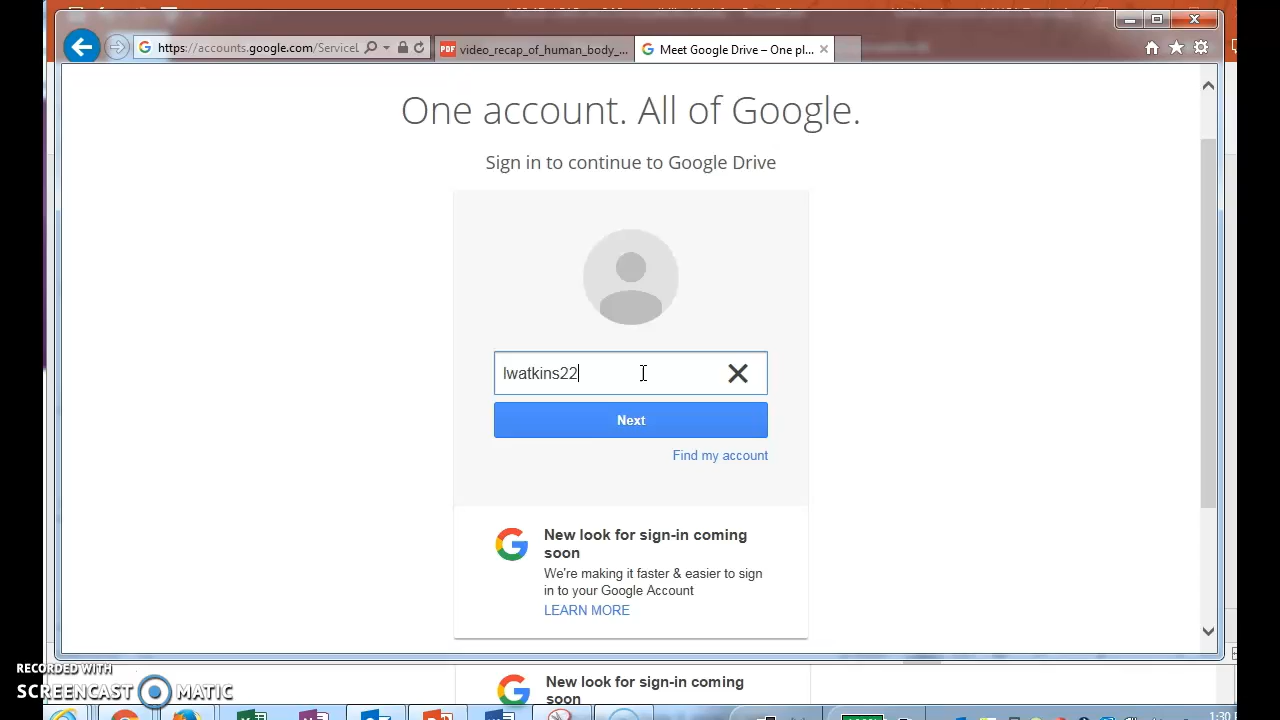 https://accounts.google.com/ServiceL
PDF video_recap_of_human_body_...
Meet Google Drive – One pl...
One account. All of Google.
Sign in to continue to Google Drive
lwatkins22
Next
Find my account
New look for sign-in coming
soon
We're making it faster & easier to sign
in to your Google Account
LEARN MORE
RECORDED WITH
SCREENCAST MATIC
New look for sign-in coming
soon
1:30